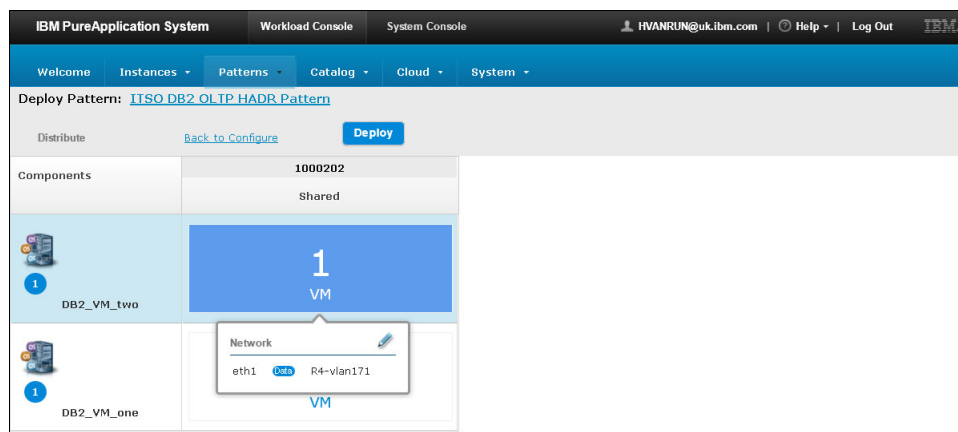 IBM PureApplication System Workload Console System Console HVANRUN@uk.ibm.com | ? Help | Log Out IBM
Welcome Instances Patterns Catalog Cloud System
Deploy Pattern: ITSO DB2 OLTP HADR Pattern
Distribute Back to Configure Deploy
Components 1000202
Shared
1
VM
1
DB2_VM_two
Network
eth1 Data R4-vlan171
1
VM
DB2_VM_one